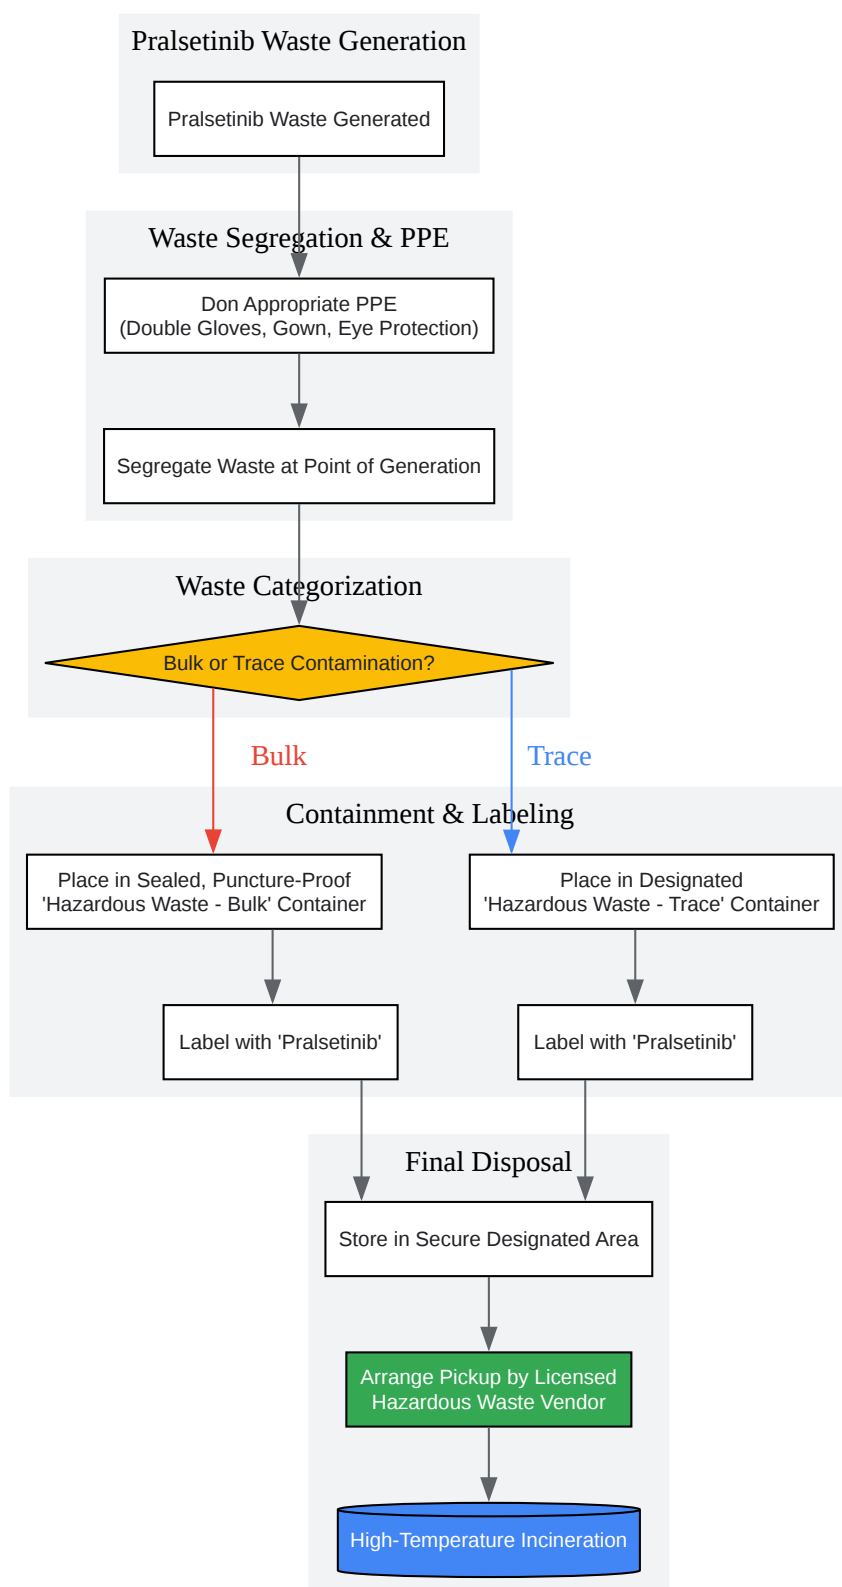 Pralsetinib Waste Generation
Pralsetinib Waste Generated
Waste Segregation & PPE
Don Appropriate PPE
(Double Gloves, Gown, Eye Protection)
Segregate Waste at Point of Generation
Waste Categorization
Bulk or Trace Contamination?
Bulk
Trace
Containment & Labeling
Place in Sealed, Puncture-Proof
'Hazardous Waste - Bulk' Container
Place in Designated
'Hazardous Waste - Trace' Container
Label with 'Pralsetinib'
Label with 'Pralsetinib'
Final Disposal
Store in Secure Designated Area
Arrange Pickup by Licensed
Hazardous Waste Vendor
High-Temperature Incineration